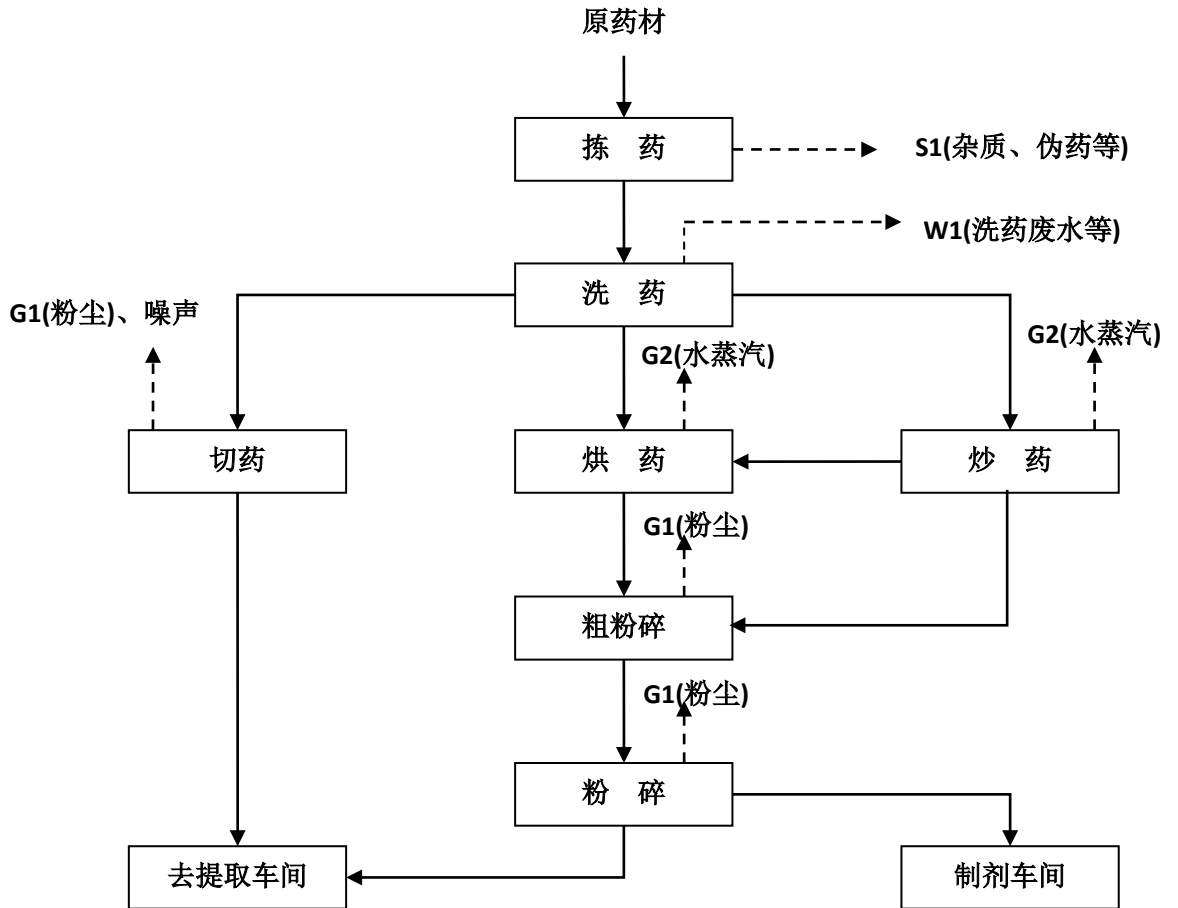 原药材
拣　药
S1(杂质、伪药等)
W1(洗药废水等)
洗　药
G1(粉尘)、噪声
G2(水蒸汽)
G2(水蒸汽)
切药
烘　药
炒　药
G1(粉尘)
粗粉碎
G1(粉尘)
粉　碎
去提取车间
制剂车间